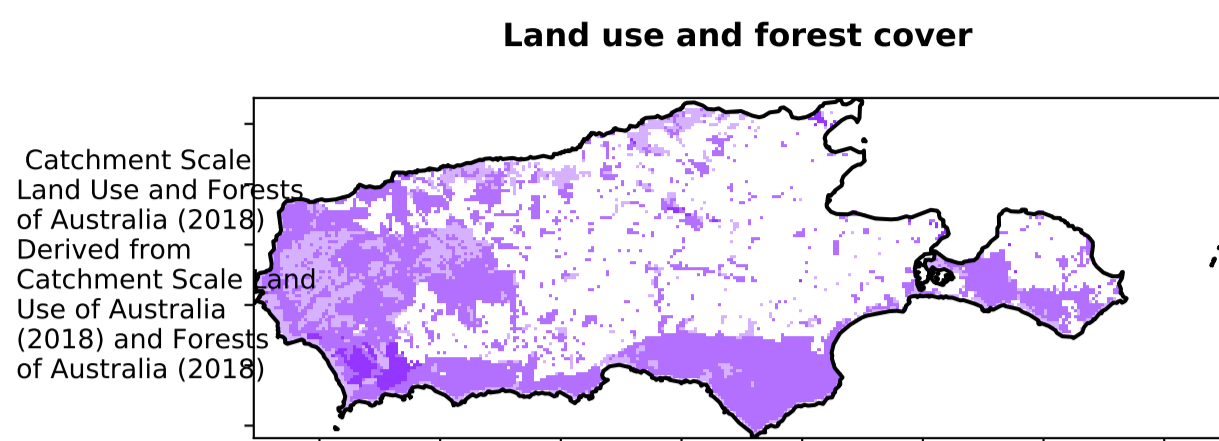 Land use and forest cover
Catchment Scale
Land Use and Forests
of Australia (2018)
Derived from
Catchment Scale Land
Use of Australia
(2018) and Forests
of Australia (2018)